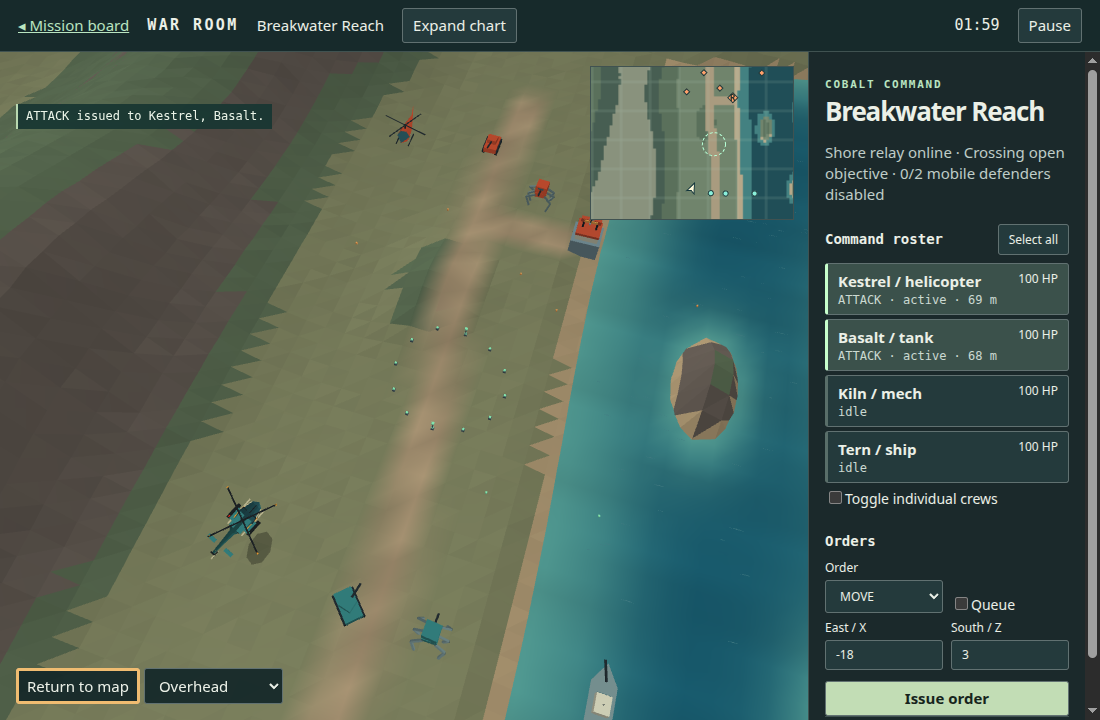 ◂ Mission board WAR ROOM Breakwater Reach Expand chart 01:59 Pause
ATTACK issued to Kestrel, Basalt.
COBALT COMMAND
Breakwater Reach
Shore relay online · Crossing open
objective · 0/2 mobile defenders
disabled
Command roster Select all
Kestrel / helicopter 100 HP
ATTACK · active · 69 m
Basalt / tank 100 HP
ATTACK · active · 68 m
Kiln / mech 100 HP
idle
Tern / ship 100 HP
idle
Toggle individual crews
Orders
Order
MOVE Queue
East / X South / Z
-18 3
Issue order
Return to map Overhead